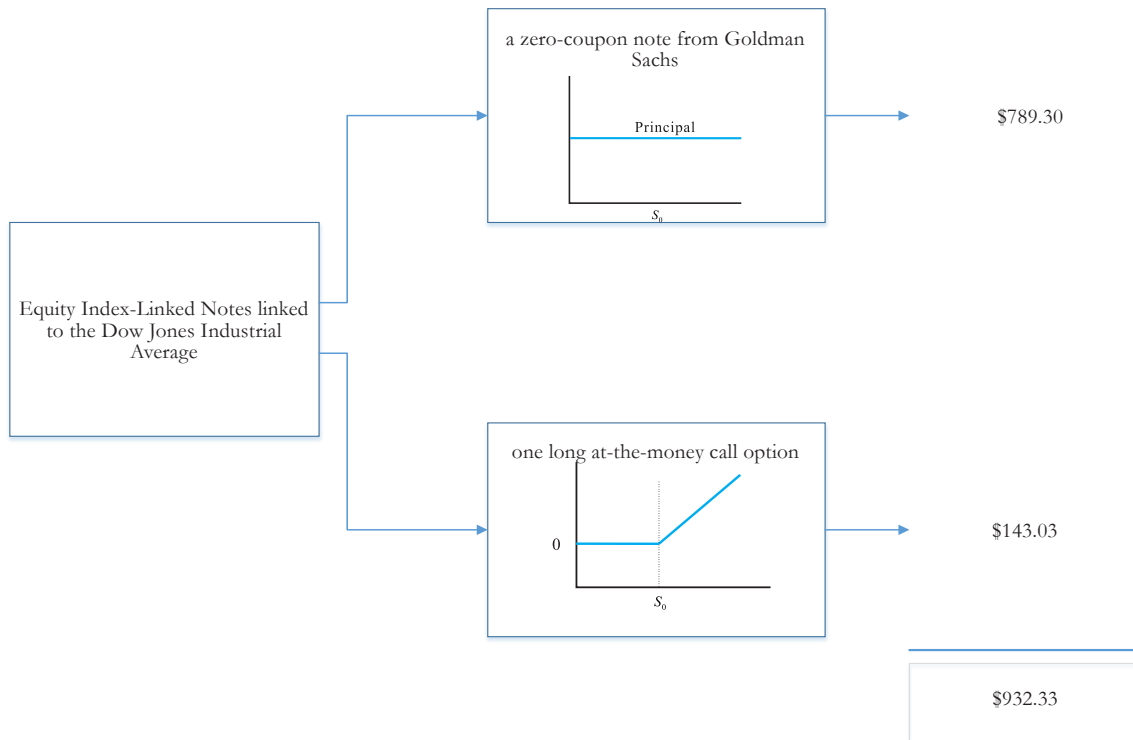 a zero-coupon note from Goldman
Sachs
Principal
S₀
$789.30
Equity Index-Linked Notes linked
to the Dow Jones Industrial
Average
one long at-the-money call option
0
S₀
$143.03
$932.33